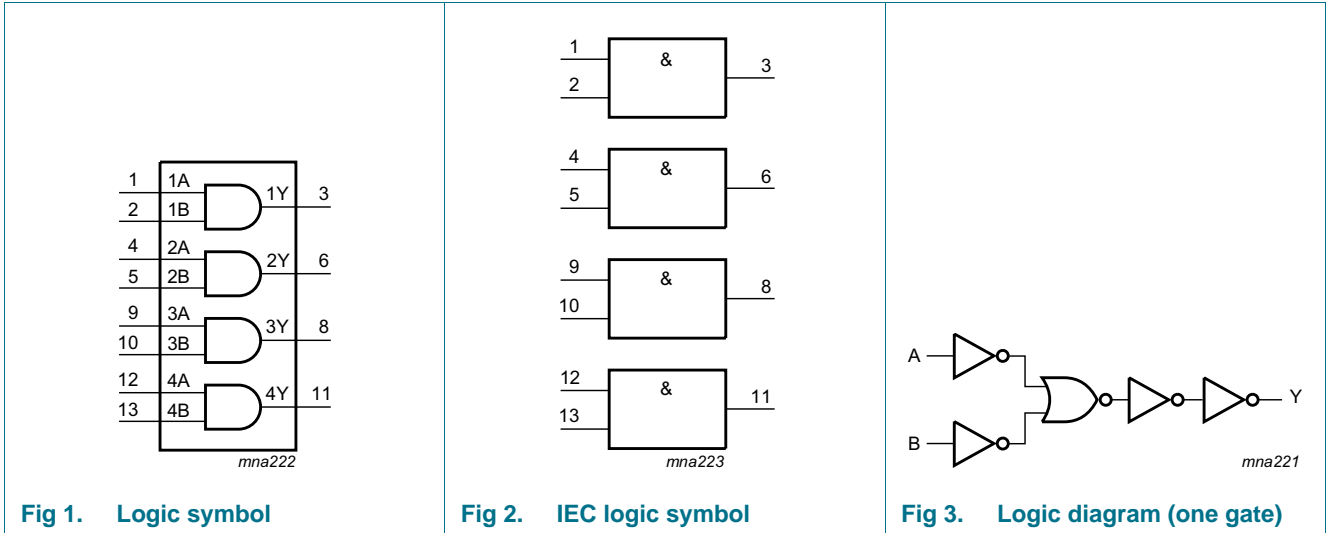 1 1A 1Y 3
2 1B
4 2A 2Y 6
5 2B
9 3A 3Y 8
10 3B
12 4A 4Y 11
13 4B
mna222
Fig 1. Logic symbol
1 & 3
2
4 & 6
5
9 & 8
10
12 & 11
13
mna223
Fig 2. IEC logic symbol
A
Y
B
mna221
Fig 3. Logic diagram (one gate)